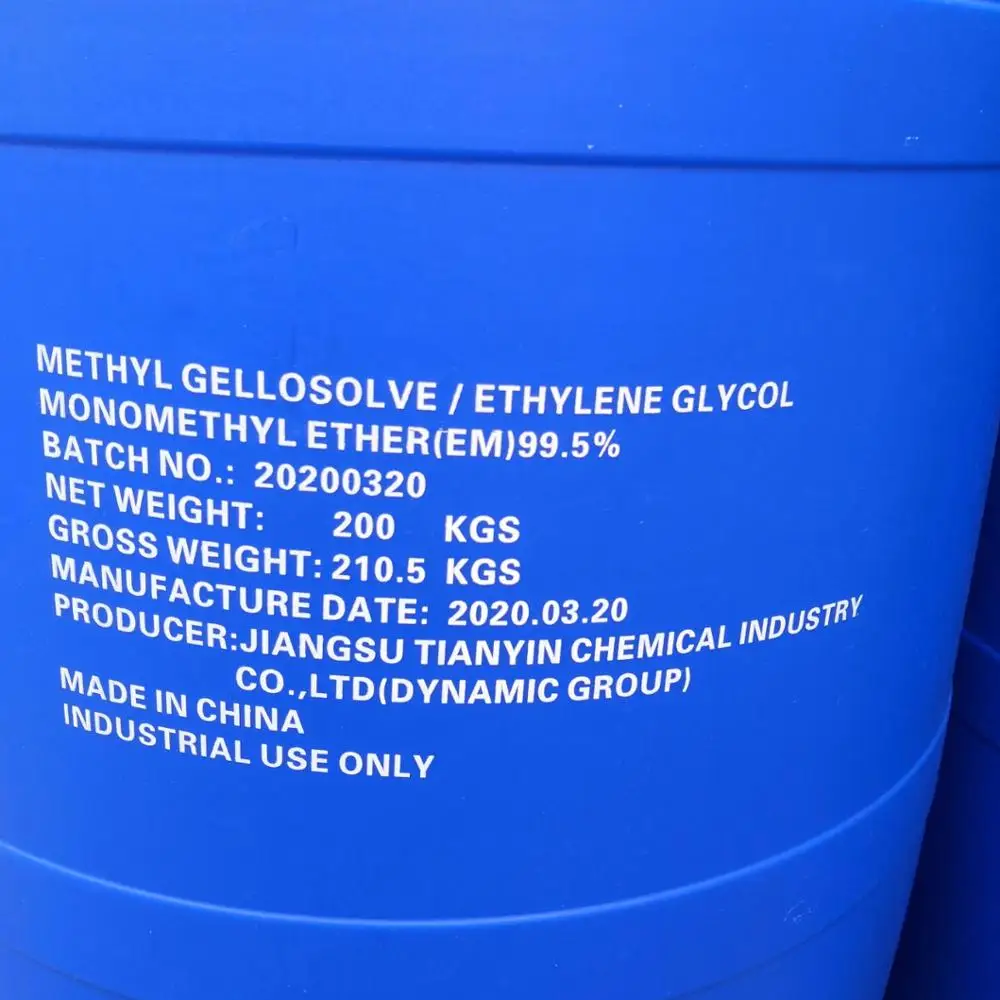 METHYL GELLOSOLVE / ETHYLENE GLYCOL
MONOMETHYL ETHER(EM)99.5%
BATCH NO.: 20200320
NET WEIGHT: 200 KGS
GROSS WEIGHT: 210.5 KGS
MANUFACTURE DATE: 2020.03.20
PRODUCER:JIANGSU TIANYIN CHEMICAL INDUSTRY
CO.,LTD(DYNAMIC GROUP)
MADE IN CHINA
INDUSTRIAL USE ONLY